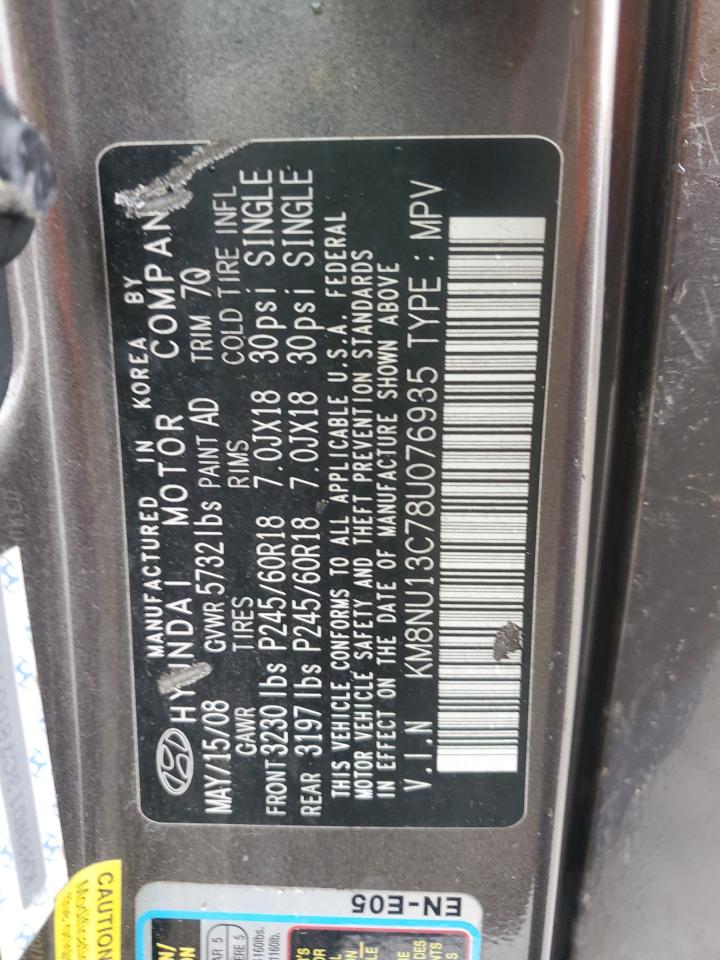 MANUFACTURED IN KOREA BY
HYUNDAI MOTOR COMPANY
MAY/15/08 GVWR 5732 lbs PAINT AD TRIM 7Q
GAWR TIRES RIMS COLD TIRE INFL
FRONT 3230 lbs P245/60R18 7.0JX18 30psi SINGLE
REAR 3197 lbs P245/60R18 7.0JX18 30psi SINGLE
THIS VEHICLE CONFORMS TO ALL APPLICABLE U.S.A. FEDERAL
MOTOR VEHICLE SAFETY AND THEFT PREVENTION STANDARDS
IN EFFECT ON THE DATE OF MANUFACTURE SHOWN ABOVE
V.I.N KM8NU13C78U076935 TYPE : MPV
CAUTION
EN-E05